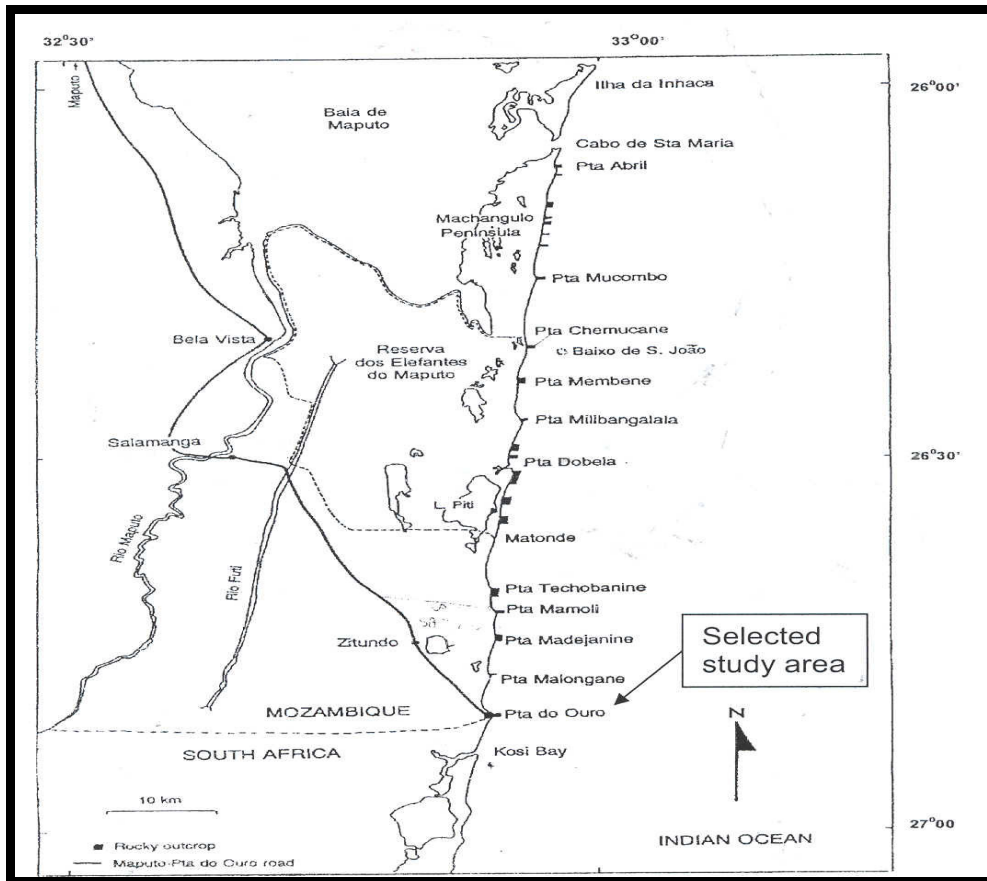 32°30'
33°00'
Maputo
26°00'
Ilha da Inhaca
Baia de
Maputo
Cabo de Sta Maria
Pta Abril
Machangulo
Peninsula
Pta Mucombo
Pta Chemucane
Bela Vista
Baixo de S. João
Reserva
dos Elefantes
do Maputo
Pta Membene
Pta Milibangalala
Salamanga
Pta Dobela
26°30'
L. Piti
Matonde
Rio Maputo
Rio Futi
Pta Techobanine
Pta Mamoli
Zitundo
Pta Madejanine
Selected
study area
Pta Malongane
MOZAMBIQUE
Pta do Ouro
N
SOUTH AFRICA
Kosi Bay
10 km
27°00
Rocky outcrop
INDIAN OCEAN
Maputo-Pta do Ouro road